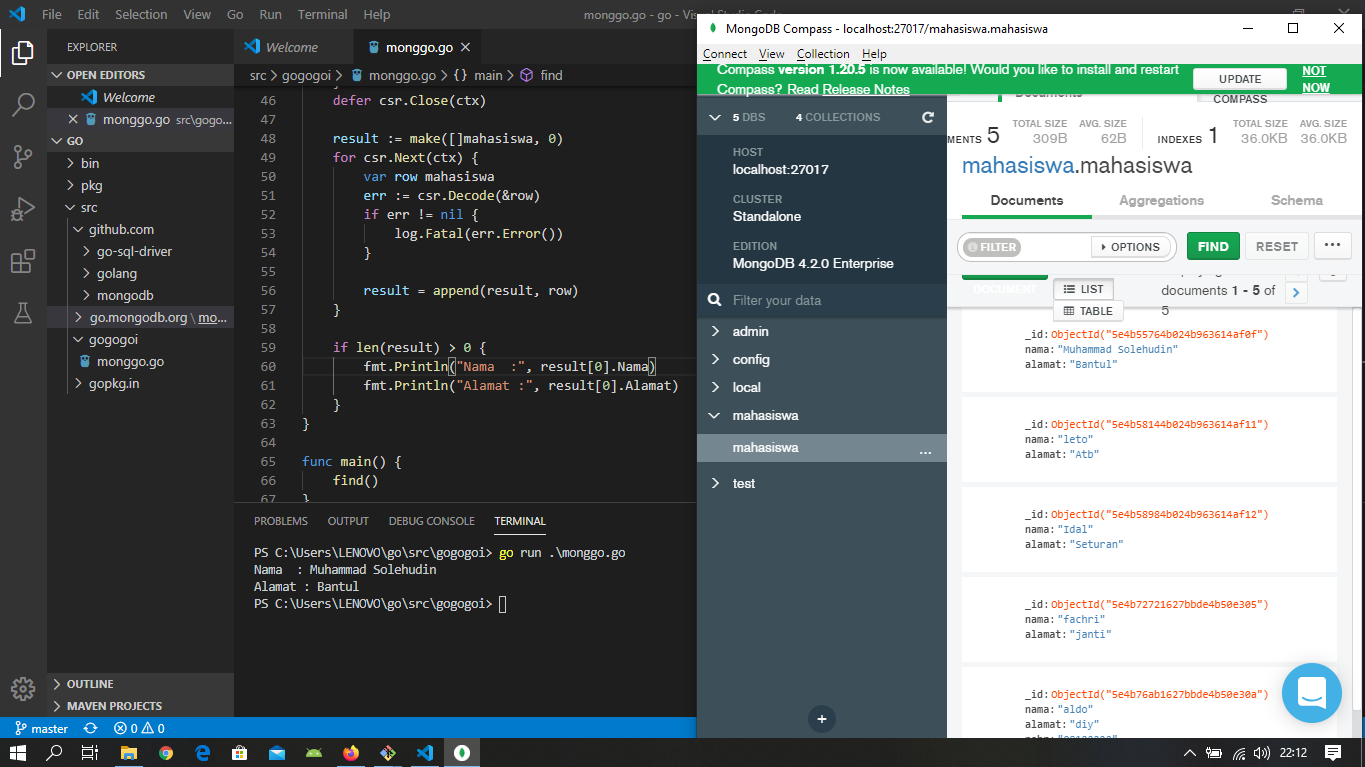 File Edit Selection View Go Run Terminal Help
monggo.go - go - Vis
EXPLORER
OPEN EDITORS
Welcome
monggo.go src\gogo...
GO
bin
pkg
src
github.com
go-sql-driver
golang
mongodb
go.mongodb.org \ mo...
gogogoi
monggo.go
gopkg.in
OUTLINE
MAVEN PROJECTS
Welcome
monggo.go
src > gogogoi > monggo.go > {} main > find
46 defer csr.Close(ctx)
47
48 result := make([]mahasiswa, 0)
49 for csr.Next(ctx) {
50 var row mahasiswa
51 err := csr.Decode(&row)
52 if err != nil {
53 log.Fatal(err.Error())
54 }
55
56 result = append(result, row)
57 }
58
59 if len(result) > 0 {
60 fmt.Println("Nama  :", result[0].Nama)
61 fmt.Println("Alamat :", result[0].Alamat)
62 }
63 }
64
65 func main() {
66 find()
67 }
PROBLEMS OUTPUT DEBUG CONSOLE TERMINAL
PS C:\Users\LENOVO\go\src\gogogoi> go run .\monggo.go
Nama  : Muhammad Solehudin
Alamat : Bantul
PS C:\Users\LENOVO\go\src\gogogoi>
master 0 0
MongoDB Compass - localhost:27017/mahasiswa.mahasiswa
Connect View Collection Help
Compass version 1.20.5 is now available! Would you like to install and restart
Compass? Read Release Notes
UPDATE
COMPASS
NOT
NOW
5 DBS 4 COLLECTIONS
HOST
localhost:27017
CLUSTER
Standalone
EDITION
MongoDB 4.2.0 Enterprise
Filter your data
admin
config
local
mahasiswa
mahasiswa ...
test
+
Documents
MENTS 5 TOTAL SIZE 309B AVG. SIZE 62B INDEXES 1 TOTAL SIZE 36.0KB AVG. SIZE 36.0KB
mahasiswa.mahasiswa
Documents Aggregations Schema
FILTER OPTIONS FIND RESET ...
DOCUMENT
LIST
TABLE
documents 1 - 5 of
5
_id: ObjectId("5e4b55764b024b963614af0f")
nama: "Muhammad Solehudin"
alamat: "Bantul"
_id: ObjectId("5e4b58144b024b963614af11")
nama: "leto"
alamat: "Atb"
_id: ObjectId("5e4b58984b024b963614af12")
nama: "Idal"
alamat: "Seturan"
_id: ObjectId("5e4b72721627bbde4b50e305")
nama: "fachri"
alamat: "janti"
_id: ObjectId("5e4b76ab1627bbde4b50e30a")
nama: "aldo"
alamat: "diy"
22:12